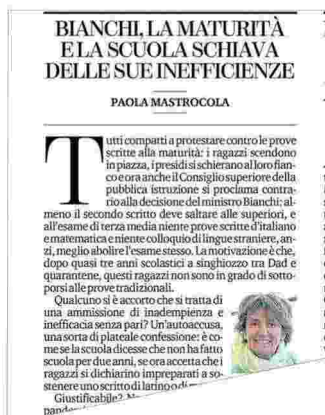 BIANCHI, LA MATURITÀ
E LA SCUOLA SCHIAVA
DELLE SUE INEFFICIENZE
PAOLA MASTROCOLA
Tutti compatti a protestare contro le prove
scritte alla maturità: i ragazzi scendono
in piazza, i presidi si schierano al loro fian-
co e ora anche il Consiglio superiore della
pubblica istruzione si proclama contra-
rio alla decisione del ministro Bianchi: al-
meno il secondo scritto deve saltare alle superiori, e
all'esame di terza media niente prove scritte d'italiano
e matematica e niente colloquio di lingue straniere, an-
zi, meglio abolire l'esame stesso. La motivazione è che,
dopo quasi tre anni scolastici a singhiozzo tra Dad e
quarantene, questi ragazzi non sono in grado di sotto-
porsi alle prove tradizionali.
Qualcuno si è accorto che si tratta di
una ammissione di inadempienza e
inefficacia senza pari? Un'autoaccusa,
una sorta di plateale confessione: è co-
me se la scuola dicesse che non ha fatto
scuola per due anni, se ora accetta che i
ragazzi si dichiarino impreparati a so-
stenere uno scritto di latino o di
Giustificabile?